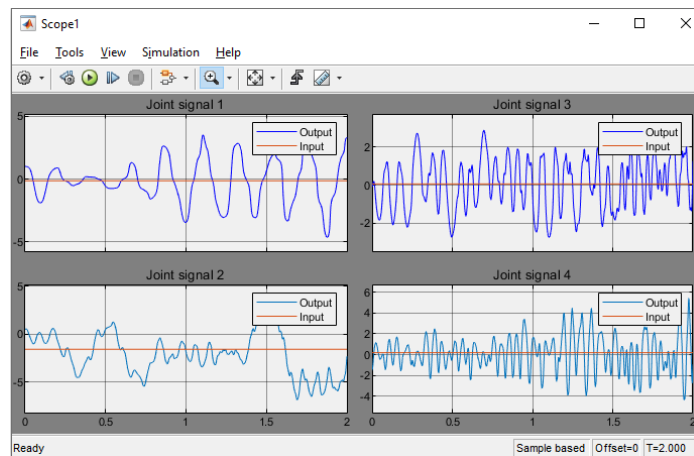 Scope1
File Tools View Simulation Help
Joint signal 1
5
0
-5
Output
Input
Joint signal 3
2
0
-2
Output
Input
Joint signal 2
5
0
-5
0 0.5 1 1.5 2
Output
Input
Joint signal 4
6
4
2
0
-2
-4
0 0.5 1 1.5 2
Output
Input
Ready Sample based Offset=0 T=2.000